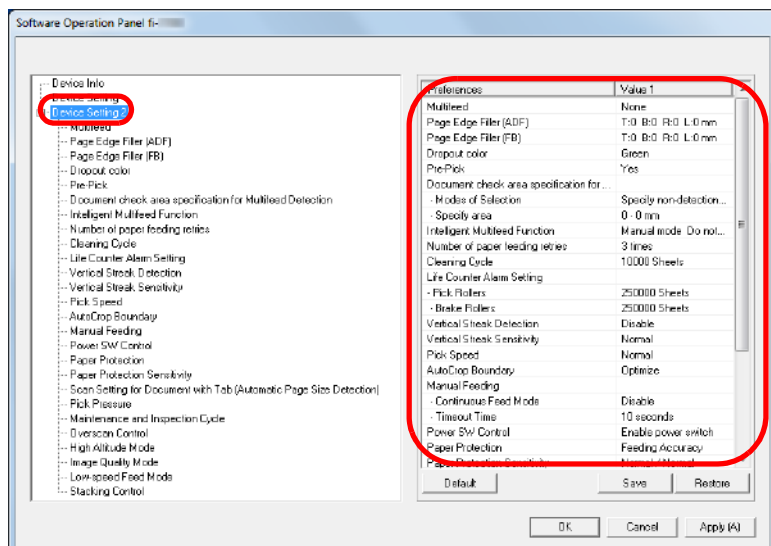 Software Operation Panel fi-
Device Info
Device Setting
Device Setting 2
Multifeed
Page Edge Filler (ADF)
Page Edge Filler (FB)
Dropout color
Pre-Pick
Document check area specification for Multifeed Detection
Intelligent Multifeed Function
Number of paper feeding retries
Cleaning Cycle
Life Counter Alarm Setting
Vertical Streak Detection
Vertical Streak Sensitivity
Pick Speed
AutoCrop Boundary
Manual Feeding
Power SW Control
Paper Protection
Paper Protection Sensitivity
Scan Setting for Document with Tab (Automatic Page Size Detection)
Pick Pressure
Maintenance and Inspection Cycle
Overscan Control
High Altitude Mode
Image Quality Mode
Low-speed Feed Mode
Stacking Control
Preferences Value 1
Multifeed None
Page Edge Filler (ADF) T:0 B:0 R:0 L:0 mm
Page Edge Filler (FB) T:0 B:0 R:0 L:0 mm
Dropout color Green
Pre-Pick Yes
Document check area specification for ...
- Modes of Selection Specify non-detection...
- Specify area 0 - 0 mm
Intelligent Multifeed Function Manual mode Do not...
Number of paper feeding retries 3 times
Cleaning Cycle 10000 Sheets
Life Counter Alarm Setting
- Pick Rollers 250000 Sheets
- Brake Rollers 250000 Sheets
Vertical Streak Detection Disable
Vertical Streak Sensitivity Normal
Pick Speed Normal
AutoCrop Boundary Optimize
Manual Feeding
- Continuous Feed Mode Disable
- Timeout Time 10 seconds
Power SW Control Enable power switch
Paper Protection Feeding Accuracy
Paper Protection Sensitivity Normal / Normal
Default Save Restore
OK Cancel Apply (A)